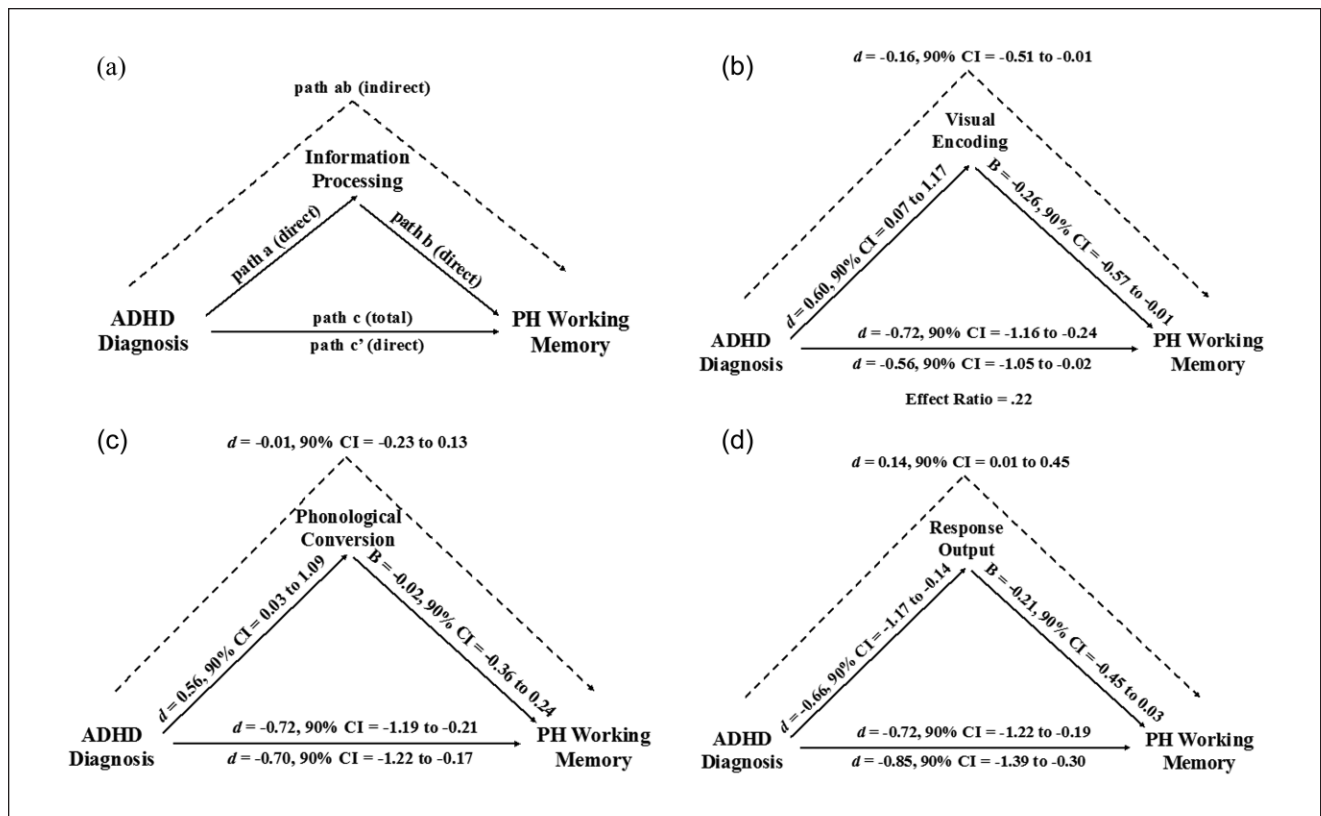 (a)
path ab (indirect)
Information
Processing
path a (direct)
path b (direct)
ADHD
Diagnosis
path c (total)
path c’ (direct)
PH Working
Memory
(b)
d = -0.16, 90% CI = -0.51 to -0.01
Visual
Encoding
d = 0.60, 90% CI = 0.07 to 1.17
B = -0.26, 90% CI = -0.57 to -0.01
ADHD
Diagnosis
d = -0.72, 90% CI = -1.16 to -0.24
d = -0.56, 90% CI = -1.05 to -0.02
PH Working
Memory
Effect Ratio = .22
(c)
d = -0.01, 90% CI = -0.23 to 0.13
Phonological
Conversion
d = 0.56, 90% CI = 0.03 to 1.09
B = -0.02, 90% CI = -0.36 to 0.24
ADHD
Diagnosis
d = -0.72, 90% CI = -1.19 to -0.21
d = -0.70, 90% CI = -1.22 to -0.17
PH Working
Memory
(d)
d = 0.14, 90% CI = 0.01 to 0.45
Response
Output
d = -0.66, 90% CI = -1.17 to -0.14
B = -0.21, 90% CI = -0.45 to 0.03
ADHD
Diagnosis
d = -0.72, 90% CI = -1.22 to -0.19
d = -0.85, 90% CI = -1.39 to -0.30
PH Working
Memory